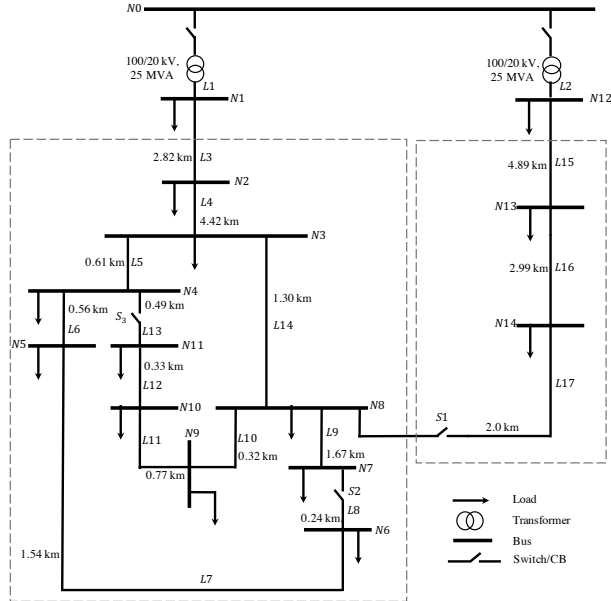 N0
100/20 kV,
25 MVA
100/20 kV,
25 MVA
L1
L2
N1
N12
2.82 km
L3
4.89 km
L15
N2
L4
N13
4.42 km
N3
0.61 km
L5
2.99 km
L16
N4
1.30 km
0.56 km
0.49 km
S3
L6
L13
L14
N14
N5
N11
0.33 km
L12
L17
N10
N8
N9
S1
L11
L10
L9
2.0 km
0.32 km
1.67 km
0.77 km
N7
S2
L8
0.24 km
N6
Load
Transformer
Bus
Switch/CB
1.54 km
L7